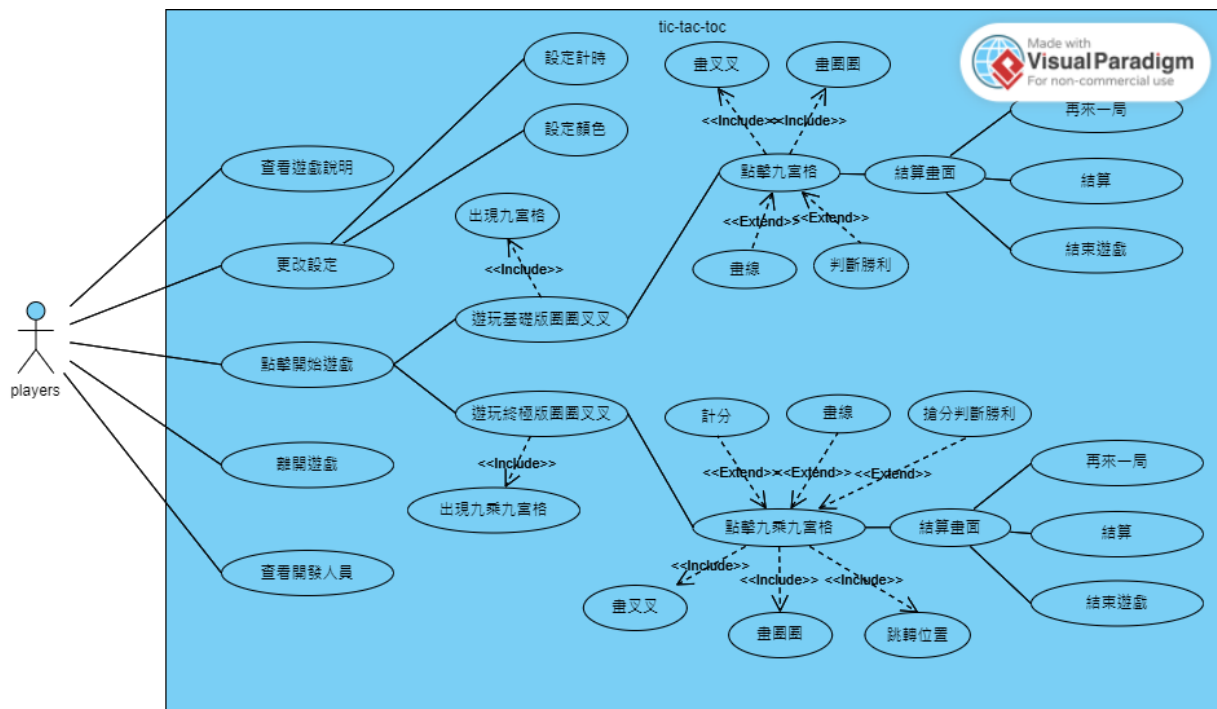 tic-tac-toc
Made with
Visual Paradigm
For non-commercial use
設定計時
畫叉叉
畫圈圈
<<Include>>
<<Include>>
再來一局
設定顏色
查看遊戲說明
點擊九宮格
結算畫面
結算
出現九宮格
<<Extend>>
<<Extend>>
更改設定
<<Include>>
畫線
判斷勝利
結束遊戲
遊玩基礎版圈圈叉叉
players
點擊開始遊戲
遊玩終極版圈圈叉叉
計分
畫線
搶分判斷勝利
離開遊戲
<<Include>>
<<Extend>>
<<Extend>>
<<Extend>>
再來一局
出現九乘九宮格
點擊九乘九宮格
結算畫面
結算
查看開發人員
<<Include>>
<<Include>>
<<Include>>
畫叉叉
畫圈圈
跳轉位置
結束遊戲